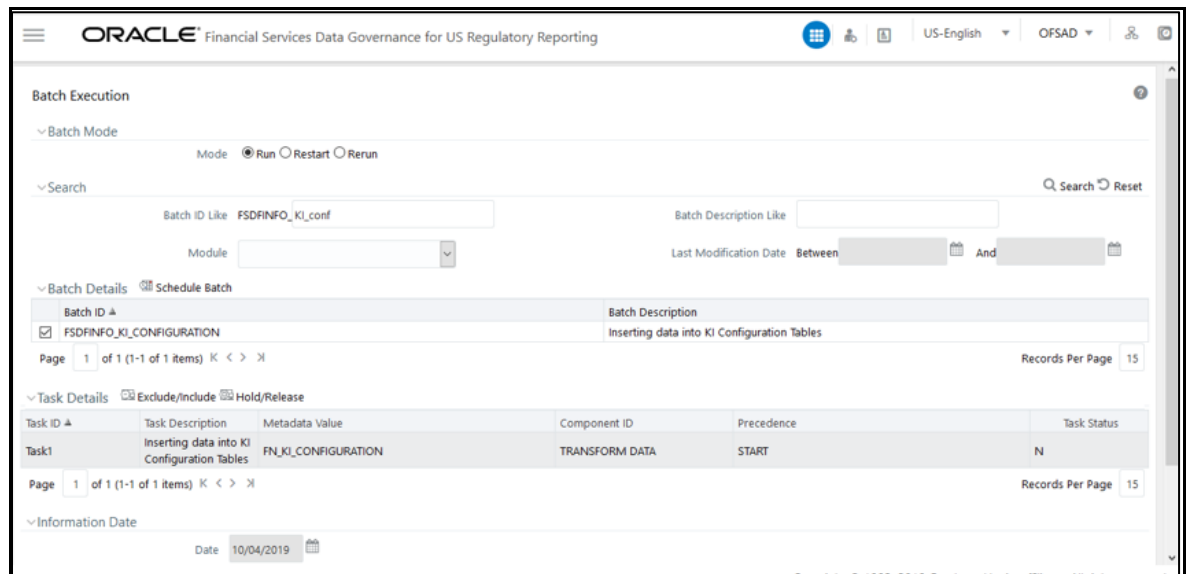 ORACLE® Financial Services Data Governance for US Regulatory Reporting
US-English OFSAD
Batch Execution
Batch Mode
Mode Run Restart Rerun
Search Search Reset
Batch ID Like FSDFINFO_ KI_conf Batch Description Like
Module Last Modification Date Between And
Batch Details Schedule Batch
Batch ID Batch Description
FSDFINFO_KI_CONFIGURATION Inserting data into KI Configuration Tables
Page 1 of 1 (1-1 of 1 items) Records Per Page 15
Task Details Exclude/Include Hold/Release
Task ID Task Description Metadata Value Component ID Precedence Task Status
Task1 Inserting data into KI Configuration Tables FN_KI_CONFIGURATION TRANSFORM DATA START N
Page 1 of 1 (1-1 of 1 items) Records Per Page 15
Information Date
Date 10/04/2019